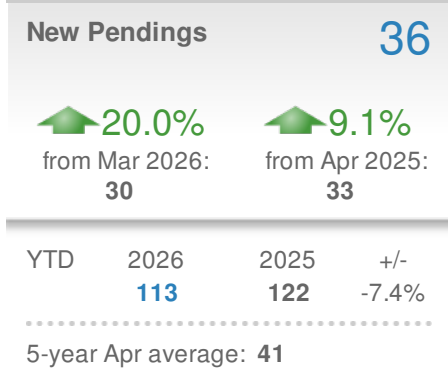 New Pendings 36
20.0% 9.1%
from Mar 2026: from Apr 2025:
30 33
YTD 2026 2025 +/-
113 122 -7.4%
5-year Apr average: 41